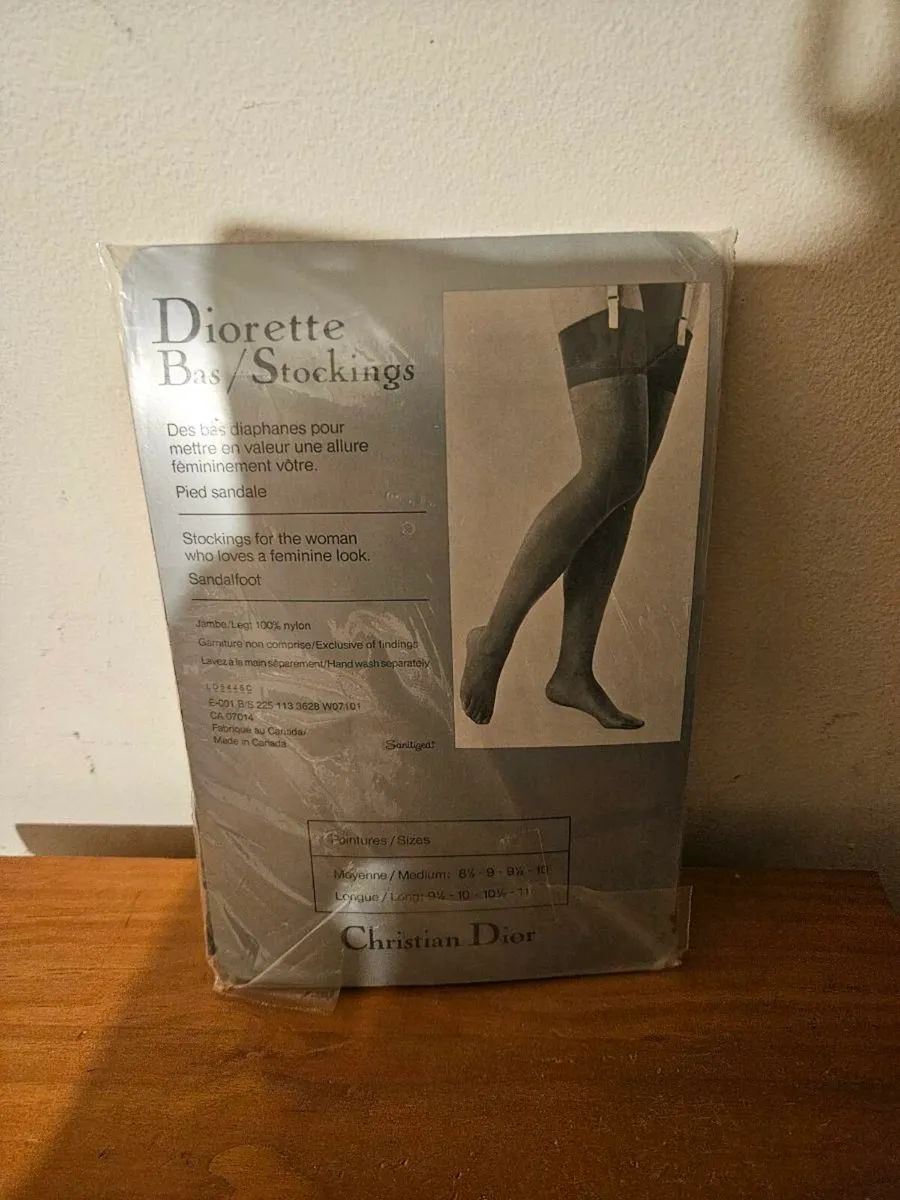 Diorette
Bas/Stockings
Des bas diaphanes pour
mettre en valeur une allure
fèmininement vôtre.
Pied sandale
Stockings for the woman
who loves a feminine look.
Sandalfoot
Jambe/Leg: 100% nylon
Garniture non comprise/Exclusive of findings
Lavez à la main séparement/Hand wash separately
E-001 B/S 225 113 3628 W07101
CA 07014
Fabrique au Canada/
Made in Canada
Sanitized
Pointures / Sizes
Moyenne / Medium: 8½ - 9 - 9½ - 10
Longue / Long: 9½ - 10 - 10½ - 11
Christian Dior